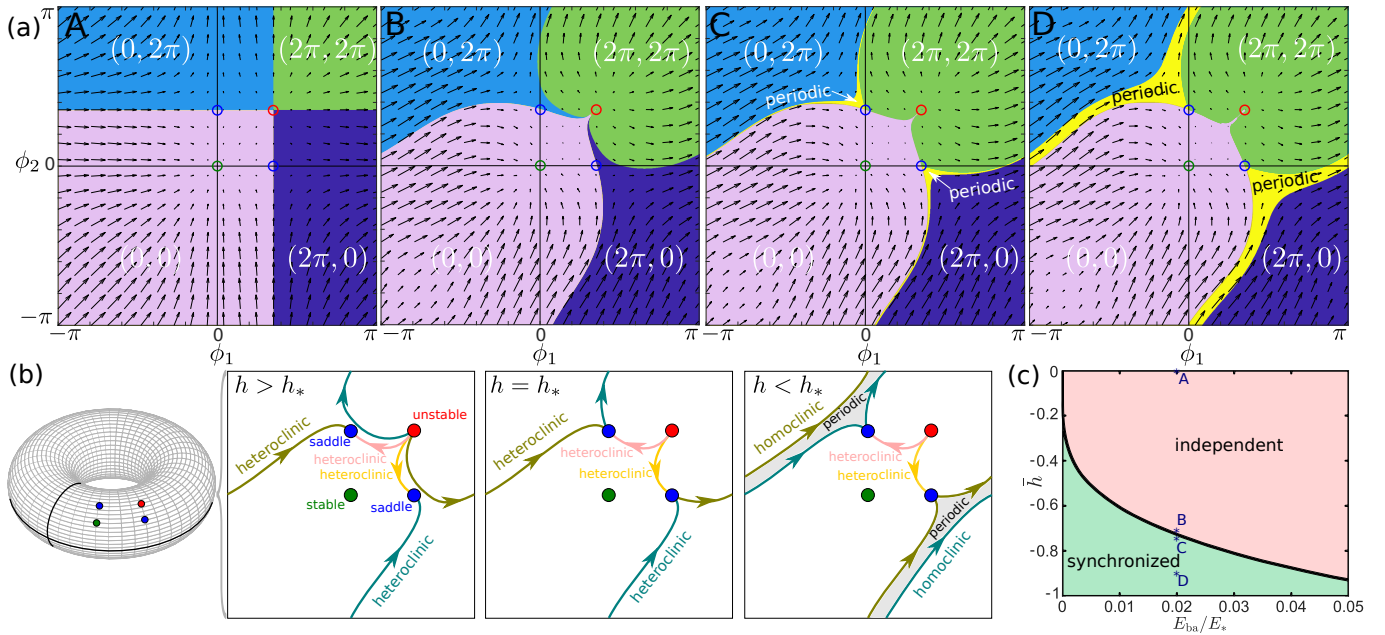 (a)
π
A
(0, 2π)
(2π, 2π)
ϕ₂ 0
(0, 0)
(2π, 0)
−π
−π
0
π
ϕ₁
B
(0, 2π)
(2π, 2π)
(0, 0)
(2π, 0)
−π
0
π
ϕ₁
C
(0, 2π)
(2π, 2π)
periodic
periodic
(0, 0)
(2π, 0)
−π
0
π
ϕ₁
D
(0, 2π)
(2π, 2π)
periodic
periodic
(0, 0)
(2π, 0)
−π
0
π
ϕ₁
(b)
h > h*
heteroclinic
unstable
saddle
heteroclinic
heteroclinic
stable
saddle
heteroclinic
h = h*
heteroclinic
heteroclinic
heteroclinic
heteroclinic
h < h*
homoclinic
periodic
heteroclinic
heteroclinic
periodic
homoclinic
(c)
0
-0.2
-0.4
-0.6
-0.8
-1
h̄
A
independent
B
C
synchronized
D
0
0.01
0.02
0.03
0.04
0.05
E_ba/E_*